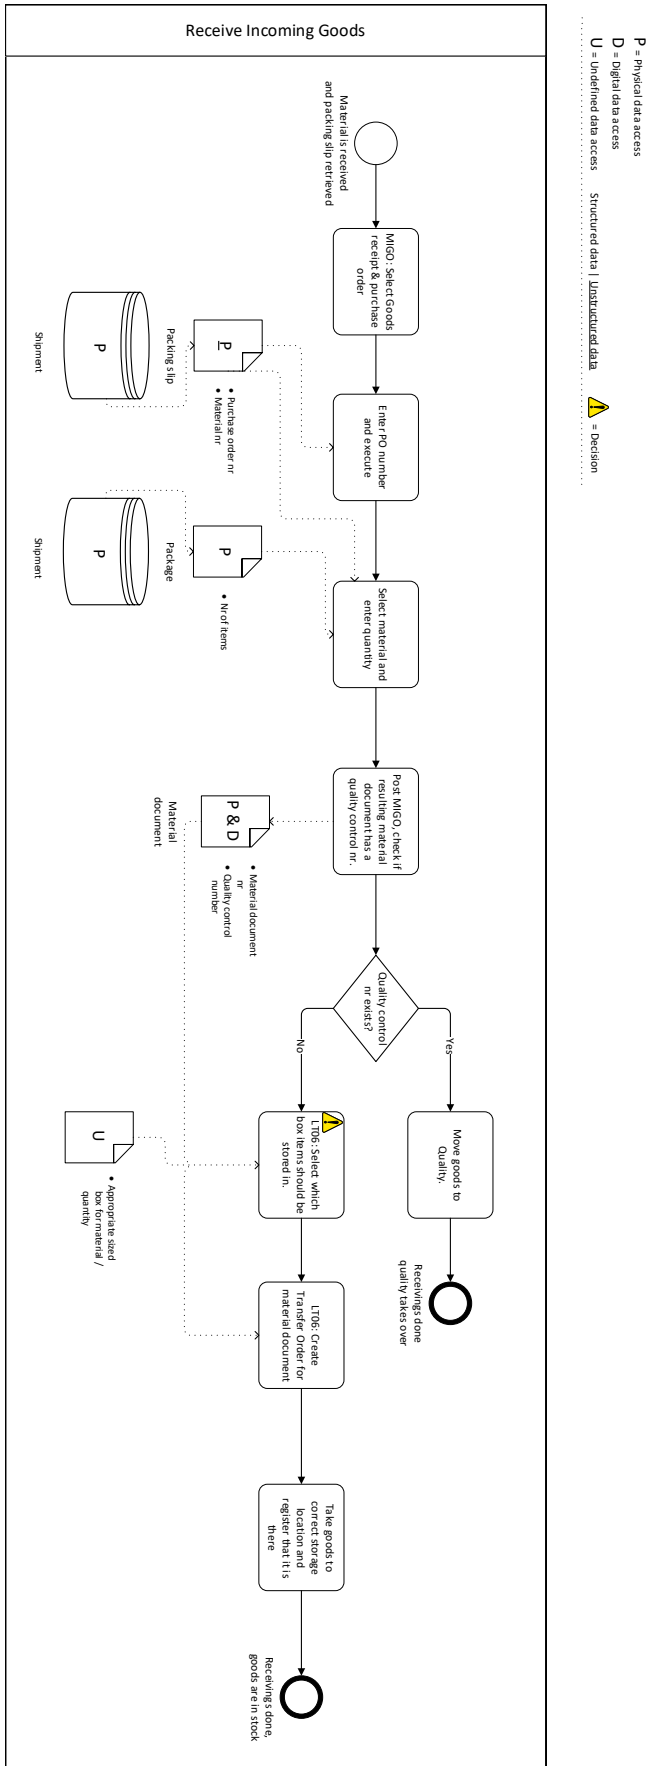 P = Physical data access
D = Digital data access
U = Undefined data access
Structured data | Unstructured data
= Decision
Receive Incoming Goods
Material is received
and packing slip retrieved
MIGO: Select Goods
receipt & purchase
order
Enter PO number
and execute
Select material and
enter quantity
Post MIGO, check if
resulting material
document has a
quality control nr.
Quality control
nr exists?
Yes
No
Move goods to
Quality.
Receivings done
quality takes over
LT06: Select which
box items should be
stored in.
LT06: Create
Transfer Order for
material document
Take goods to
correct storage
location and
register that it is
there
Receivings done,
goods are in stock
P
Packing slip
• Purchase order nr
• Material nr
P
Shipment
P
Package
• Nr of items
P
Shipment
P & D
Material
document
• Material document
nr
• Quality control
number
U
• Appropriate sized
box for material /
quantity